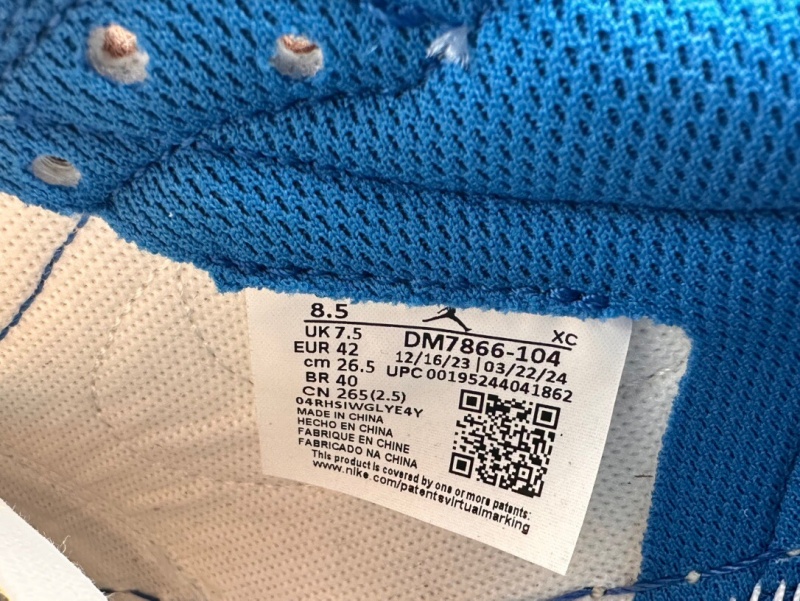 8.5
XC
UK 7.5
DM7866-104
EUR 42
12/16/23 | 03/22/24
cm 26.5
UPC 00195244041862
BR 40
CN 265(2.5)
04RHSIWGLYE4Y
MADE IN CHINA
HECHO EN CHINA
FABRIQUE EN CHINE
FABRICADO NA CHINA
This product is covered by one or more patents:
www.nike.com/patentsvirtualmarking